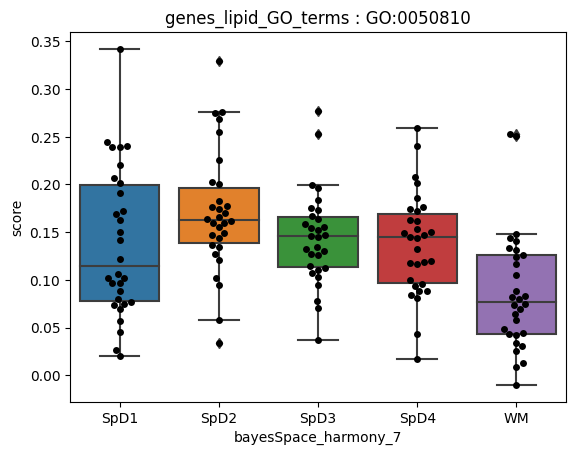 genes_lipid_GO_terms : GO:0050810
0.35
0.30
0.25
0.20
0.15
0.10
0.05
0.00
score
SpD1 SpD2 SpD3 SpD4 WM
bayesSpace_harmony_7